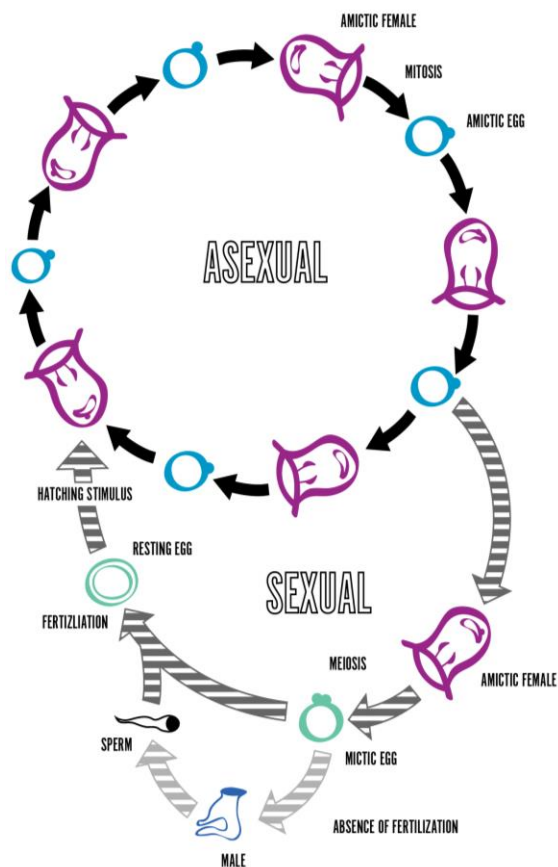 AMICTIC FEMALE
MITOSIS
AMICTIC EGG
ASEXUAL
HATCHING STIMULUS
RESTING EGG
SEXUAL
FERTIZLIATION
MEIOSIS
AMICTIC FEMALE
SPERM
MICTIC EGG
ABSENCE OF FERTILIZATION
MALE